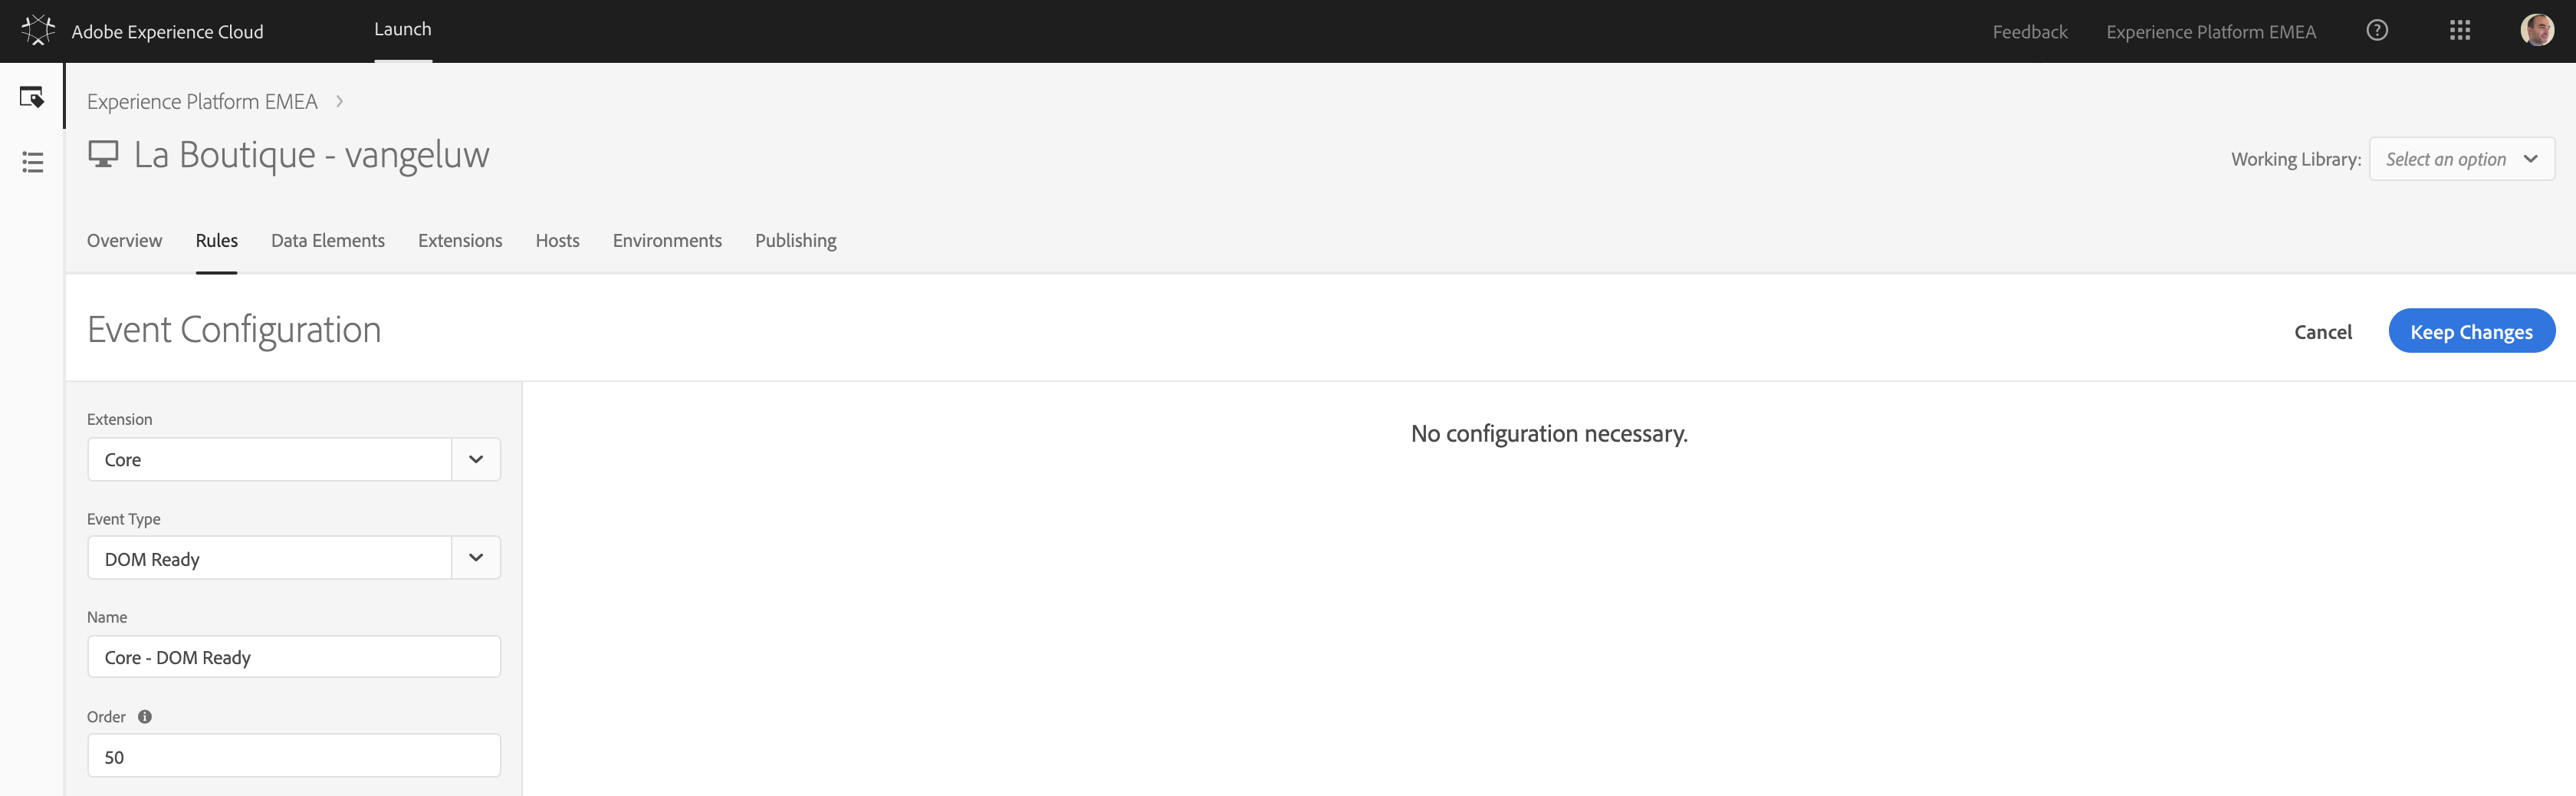 Adobe Experience Cloud
Launch
Feedback
Experience Platform EMEA
Experience Platform EMEA
La Boutique - vangeluw
Working Library:
Select an option
Overview
Rules
Data Elements
Extensions
Hosts
Environments
Publishing
Event Configuration
Cancel
Keep Changes
Extension
Core
No configuration necessary.
Event Type
DOM Ready
Name
Core - DOM Ready
Order
50